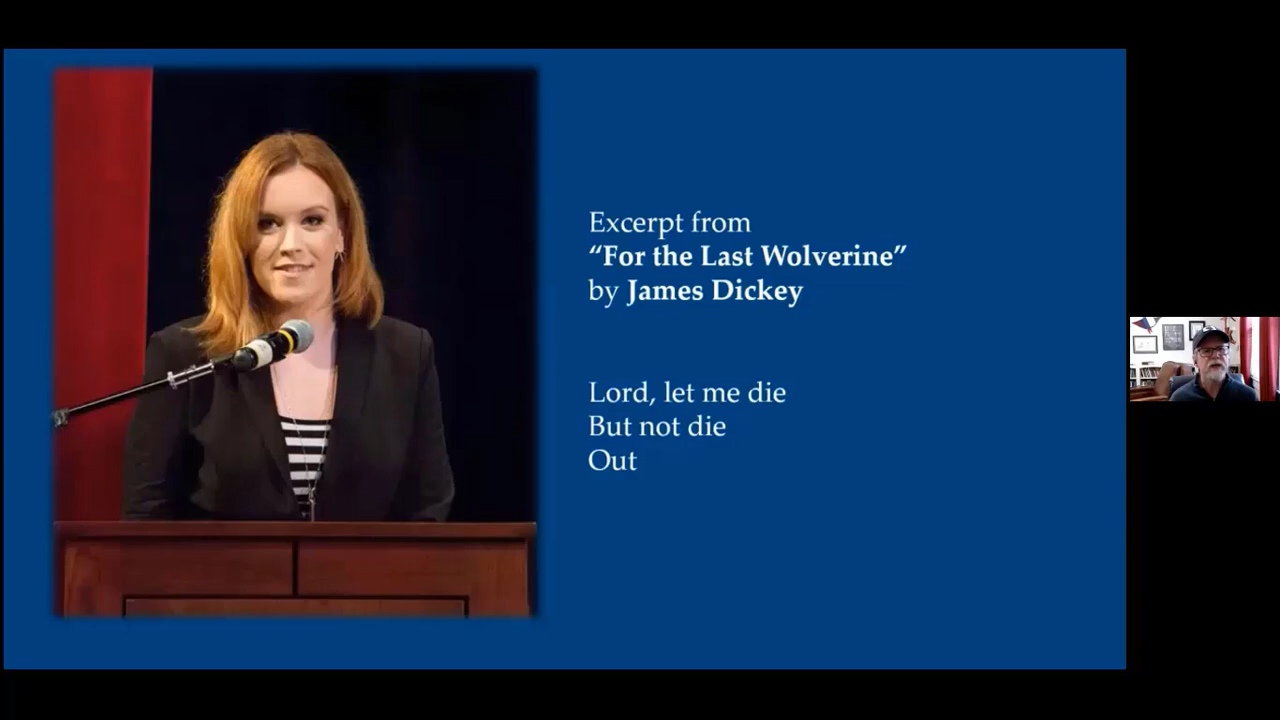 Excerpt from
“For the Last Wolverine”
by James Dickey
Lord, let me die
But not die
Out